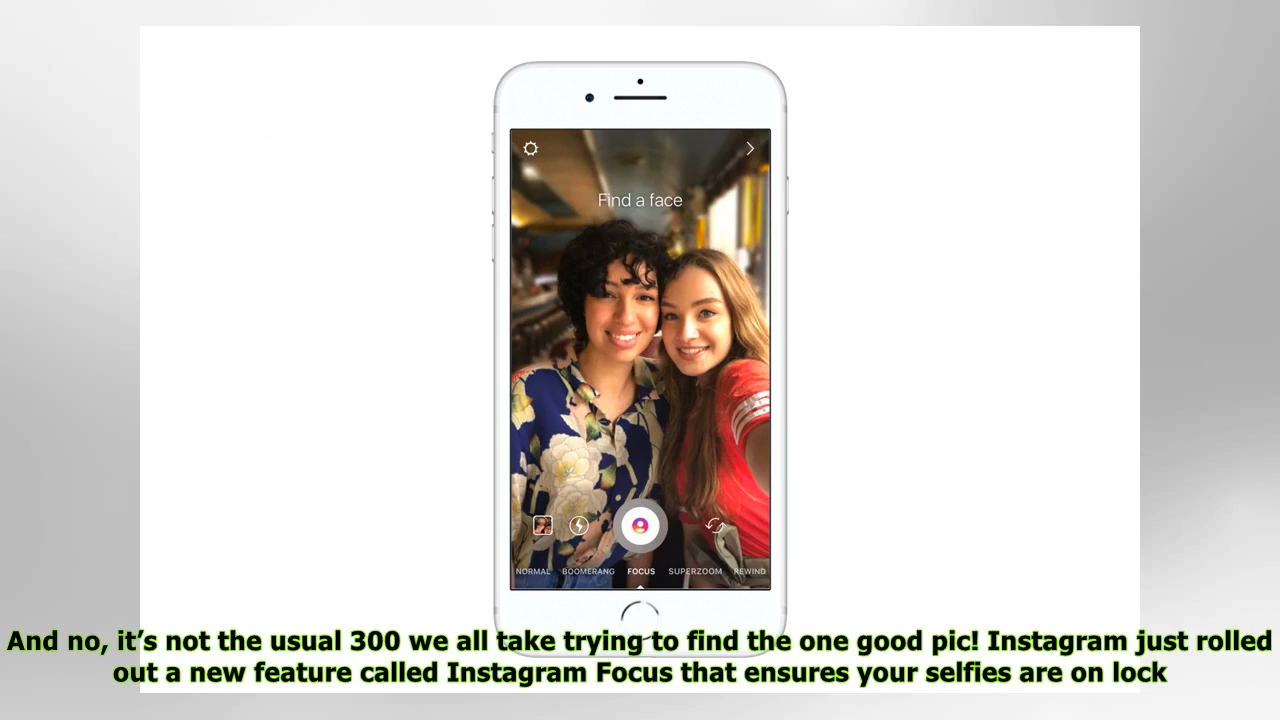 Find a face
NORMAL BOOMERANG FOCUS SUPERZOOM REWIND
And no, it’s not the usual 300 we all take trying to find the one good pic! Instagram just rolled
out a new feature called Instagram Focus that ensures your selfies are on lock